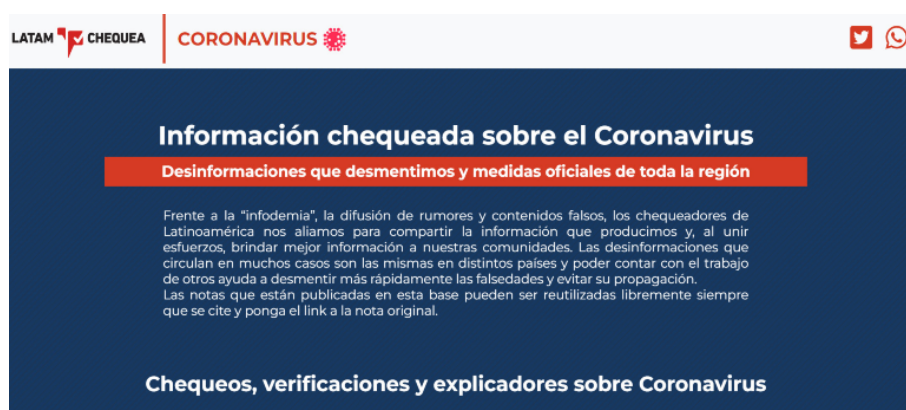 LATAM CHEQUEA CORONAVIRUS
Información chequeada sobre el Coronavirus
Desinformaciones que desmentimos y medidas oficiales de toda la región
Frente a la “infodemia”, la difusión de rumores y contenidos falsos, los chequeadores de
Latinoamérica nos aliamos para compartir la información que producimos y, al unir
esfuerzos, brindar mejor información a nuestras comunidades. Las desinformaciones que
circulan en muchos casos son las mismas en distintos países y poder contar con el trabajo
de otros ayuda a desmentir más rápidamente las falsedades y evitar su propagación.
Las notas que están publicadas en esta base pueden ser reutilizadas libremente siempre
que se cite y ponga el link a la nota original.
Chequeos, verificaciones y explicadores sobre Coronavirus